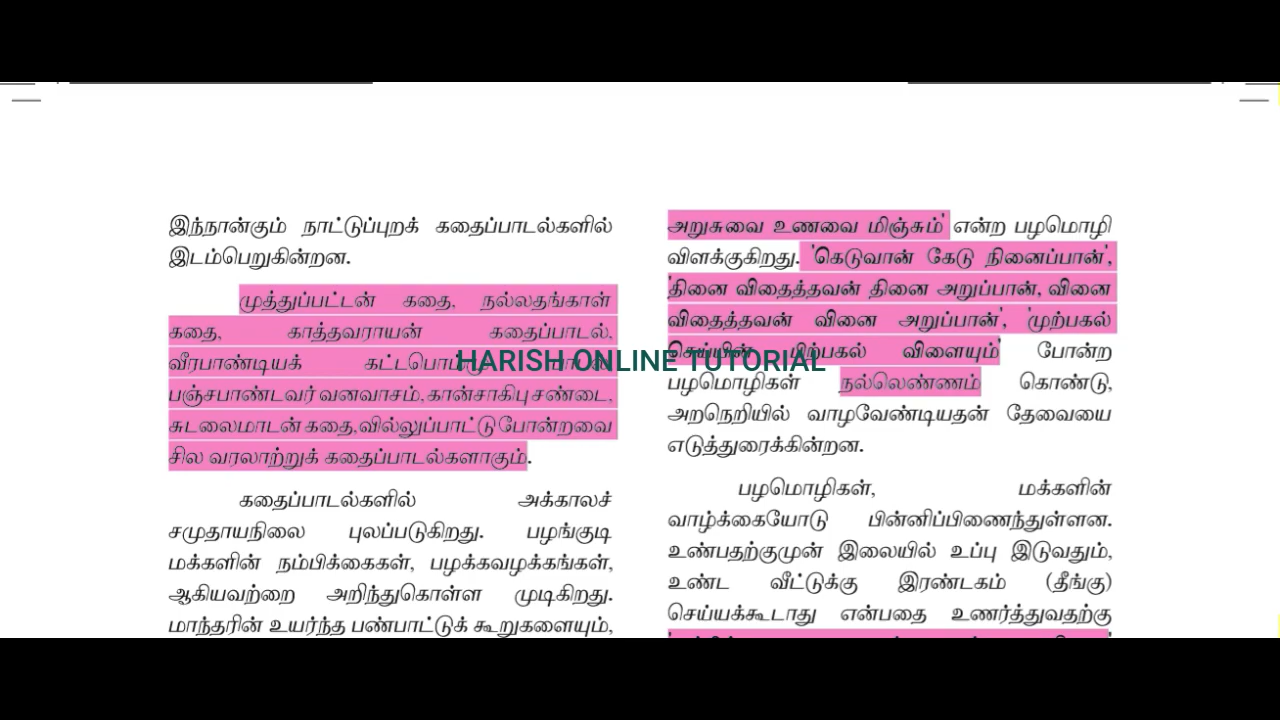 இந்நான்கும் நாட்டுப்புறக் கதைப்பாடல்களில்
இடம்பெறுகின்றன.
முத்துப்பட்டன் கதை, நல்லதங்காள்
கதை, காத்தவராயன் கதைப்பாடல்,
வீரபாண்டியக்
பஞ்சபாண்டவர் வனவாசம், கான்சாகிபு சண்டை,
சுடலைமாடன் கதை, வில்லுப்பாட்டு போன்றவை
சில வரலாற்றுக் கதைப்பாடல்களாகும்.
கதைப்பாடல்களில் அக்காலச்
சமுதாயநிலை புலப்படுகிறது. பழங்குடி
மக்களின் நம்பிக்கைகள், பழக்கவழக்கங்கள்,
ஆகியவற்றை அறிந்துகொள்ள முடிகிறது.
மாந்தரின் உயர்ந்த பண்பாட்டுக் கூறுகளையும்,
அறுசுவை உணவை மிஞ்சும்' என்ற பழமொழி
விளக்குகிறது. 'கெடுவான் கேடு நினைப்பான்',
'தினை விதைத்தவன் தினை அறுப்பான், வினை
விதைத்தவன் வினை அறுப்பான்', 'முற்பகல்
செய்யின் பிற்பகல் விளையும்' போன்ற
பழமொழிகள் நல்லெண்ணம் கொண்டு,
அறநெறியில் வாழவேண்டியதன் தேவையை
எடுத்துரைக்கின்றன.
பழமொழிகள், மக்களின்
வாழ்க்கையோடு பின்னிப்பிணைந்துள்ளன.
உண்பதற்குமுன் இலையில் உப்பு இடுவதும்,
உண்ட வீட்டுக்கு இரண்டகம் (தீங்கு)
செய்யக்கூடாது என்பதை உணர்த்துவதற்கு
HARISH ONLINE TUTORIAL